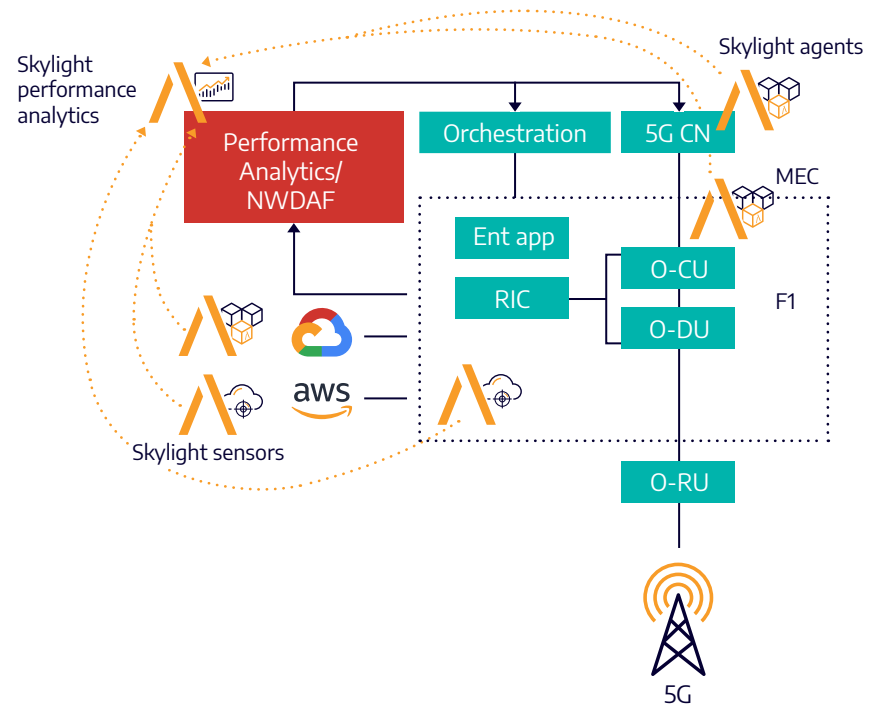 Skylight agents
Skylight
performance
analytics
Performance
Analytics/
NWDAF
Orchestration
5G CN
MEC
Ent app
O-CU
RIC
F1
O-DU
aws
Skylight sensors
O-RU
5G